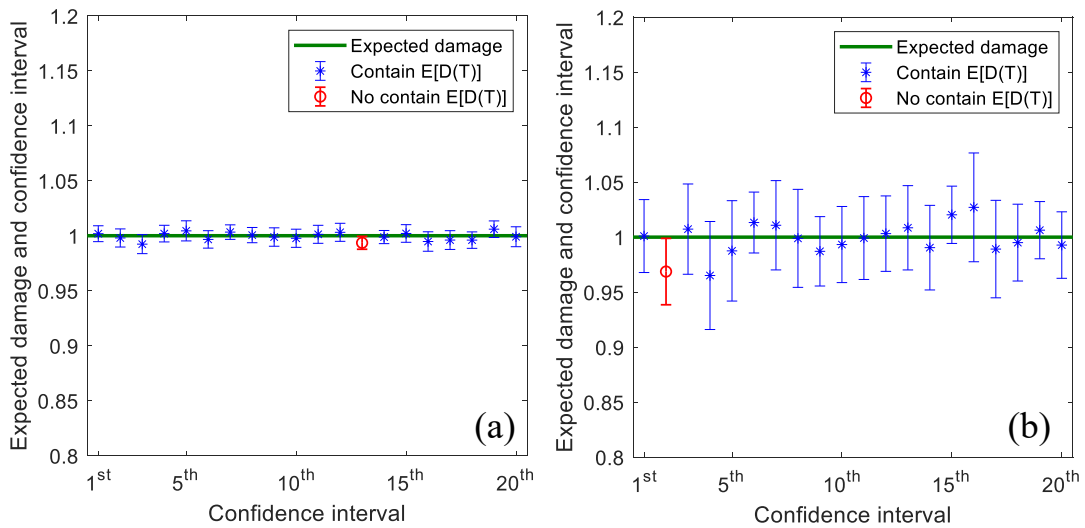 Expected damage and confidence interval
1.2
1.15
1.1
1.05
1
0.95
0.9
0.85
0.8
Expected damage
Contain E[D(T)]
No contain E[D(T)]
(a)
1st 5th 10th 15th 20th
Confidence interval
Expected damage and confidence interval
1.2
1.15
1.1
1.05
1
0.95
0.9
0.85
0.8
Expected damage
Contain E[D(T)]
No contain E[D(T)]
(b)
1st 5th 10th 15th 20th
Confidence interval